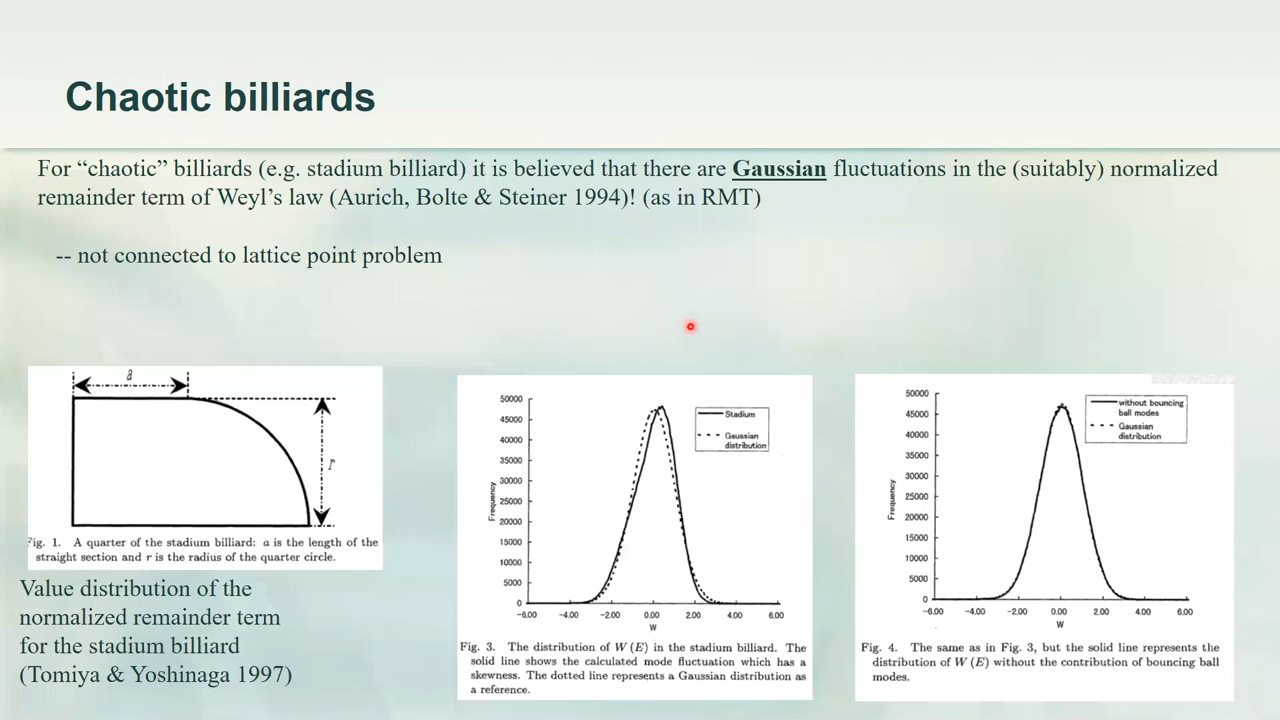 Chaotic billiards
For “chaotic” billiards (e.g. stadium billiard) it is believed that there are Gaussian fluctuations in the (suitably) normalized
remainder term of Weyl’s law (Aurich, Bolte & Steiner 1994)! (as in RMT)
-- not connected to lattice point problem
a
r
Fig. 1. A quarter of the stadium billiard: a is the length of the
straight section and r is the radius of the quarter circle.
Value distribution of the
normalized remainder term
for the stadium billiard
(Tomiya & Yoshinaga 1997)
50000
45000
40000
35000
30000
25000
20000
15000
10000
5000
0
Frequency
-6.00 -4.00 -2.00 0.00 2.00 4.00 6.00
W
Stadium
Gaussian
distribution
Fig. 3. The distribution of W (E) in the stadium billiard. The
solid line shows the calculated mode fluctuation which has a
skewness. The dotted line represents a Gaussian distribution as
a reference.
50000
45000
40000
35000
30000
25000
20000
15000
10000
5000
0
Frequency
-6.00 -4.00 -2.00 0.00 2.00 4.00 6.00
W
without bouncing
ball modes
Gaussian
distribution
Fig. 4. The same as in Fig. 3, but the solid line represents the
distribution of W (E) without the contribution of bouncing ball
modes.